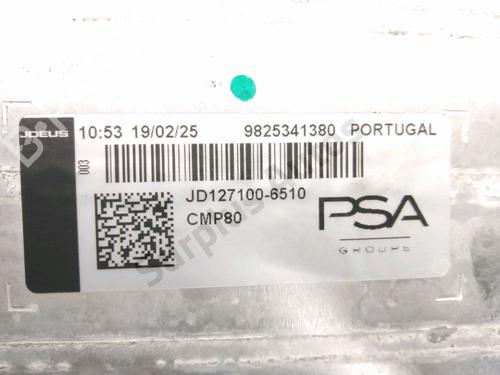 JDEUS 10:53 19/02/25 9825341380 PORTUGAL
003
JD127100-6510
CMP80
PSA
GROUPE